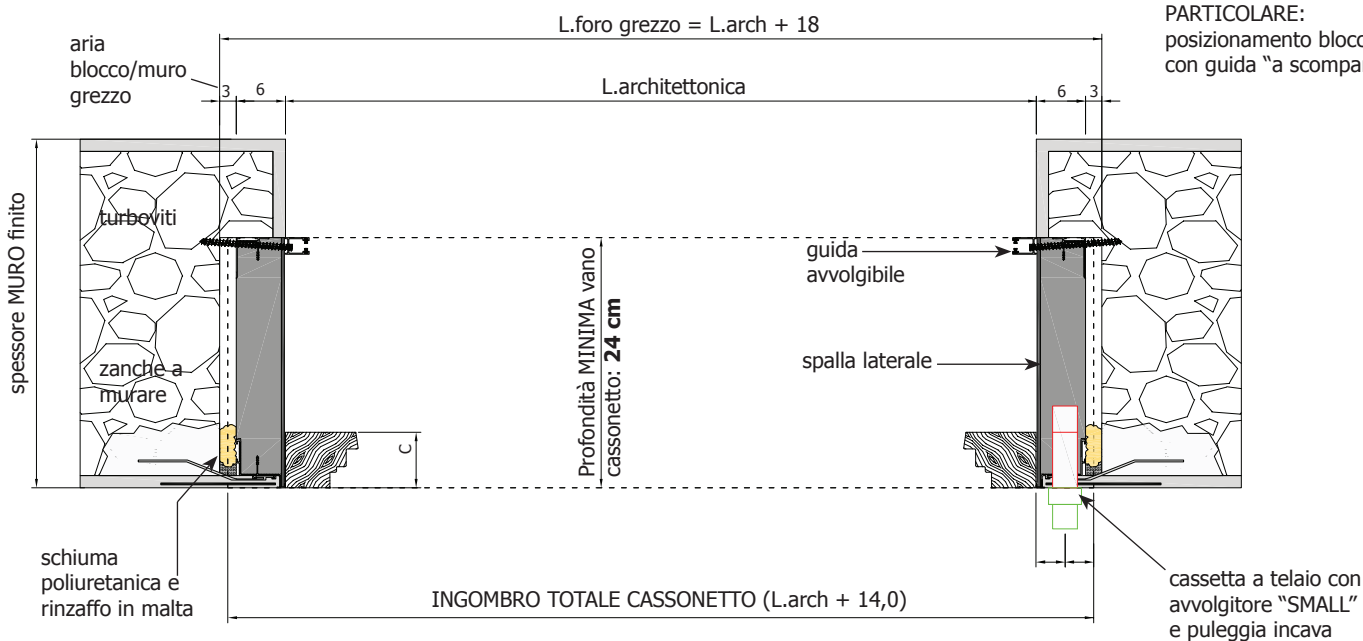 L.foro grezzo = L.arch + 18
PARTICOLARE:
posizionamento blocc
con guida “a scompar
aria
blocco/muro
grezzo
3
6
L.architettonica
6
3
spessore MURO finito
turboviti
zanche a
murare
Profondità MINIMA vano
cassonetto: 24 cm
guida
avvolgibile
spalla laterale
C
schiuma
poliuretanica e
rinzaffo in malta
INGOMBRO TOTALE CASSONETTO (L.arch + 14,0)
cassetta a telaio con
avvolgitore “SMALL”
e puleggia incava